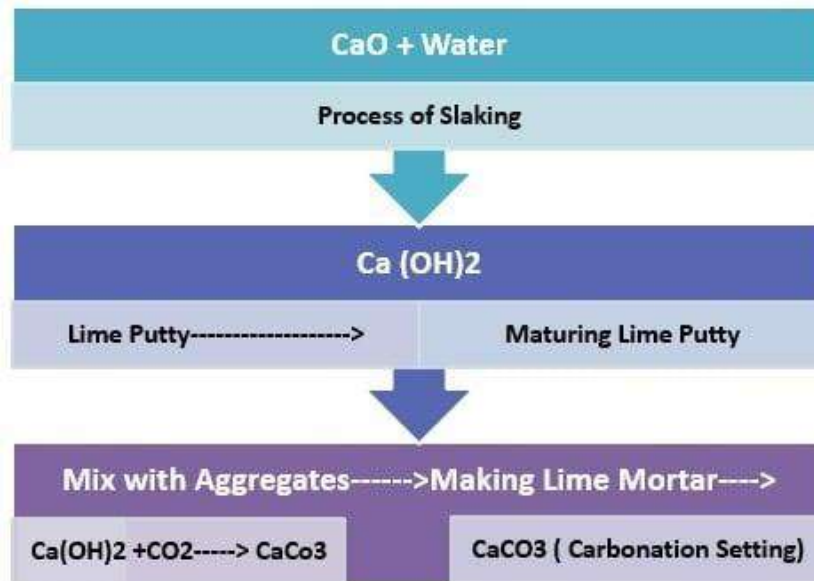 CaO + Water
Process of Slaking
Ca (OH)2
Lime Putty-------------------->
Maturing Lime Putty
Mix with Aggregates------>Making Lime Mortar---->
Ca(OH)2 +CO2-----> CaCo3
CaCO3 ( Carbonation Setting)